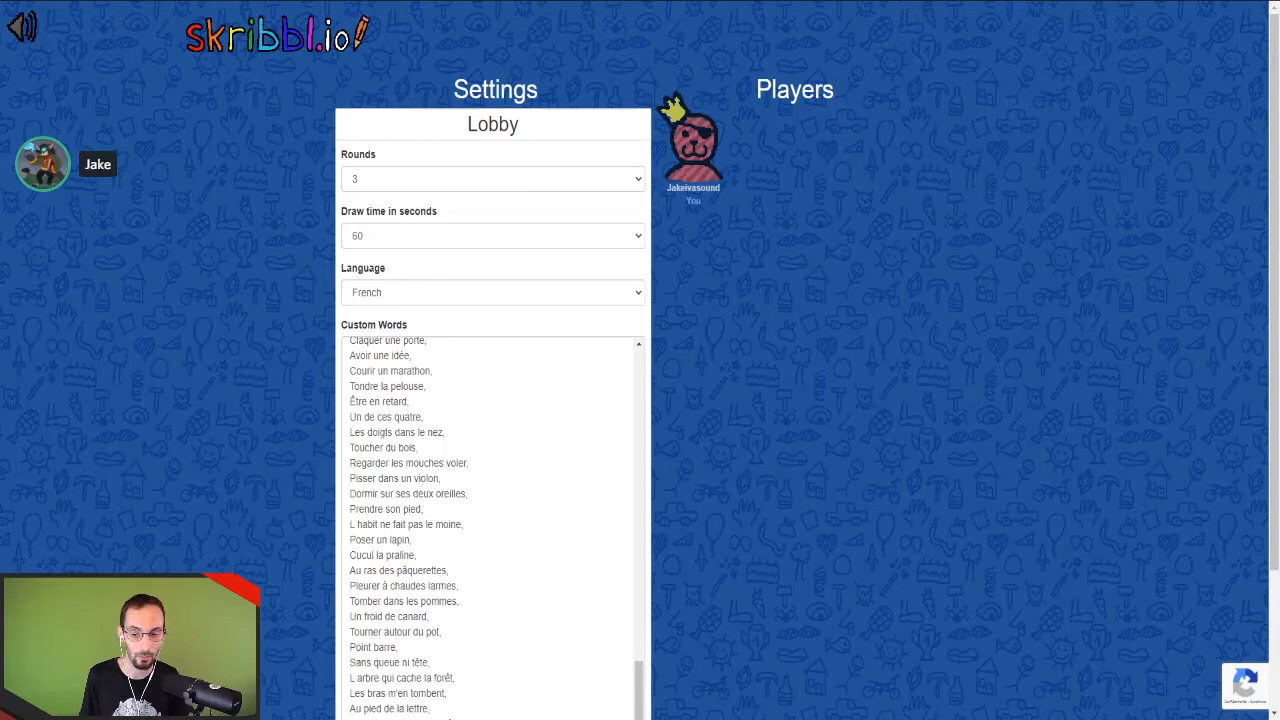 skribbl.io
Settings
Players
Lobby
Rounds
3
Jake
Jakeivasound
You
Draw time in seconds
60
Language
French
Custom Words
Claquer une porte,
Avoir une idée,
Courir un marathon,
Tondre la pelouse,
Être en retard,
Un de ces quatre,
Les doigts dans le nez,
Toucher du bois,
Regarder les mouches voler,
Pisser dans un violon,
Dormir sur ses deux oreilles,
Prendre son pied,
L habit ne fait pas le moine,
Poser un lapin,
Cucul la praline,
Au ras des pâquerettes,
Pleurer à chaudes larmes,
Tomber dans les pommes,
Un froid de canard,
Tourner autour du pot,
Point barre,
Sans queue ni tête,
L arbre qui cache la forêt,
Les bras m'en tombent,
Au pied de la lettre,